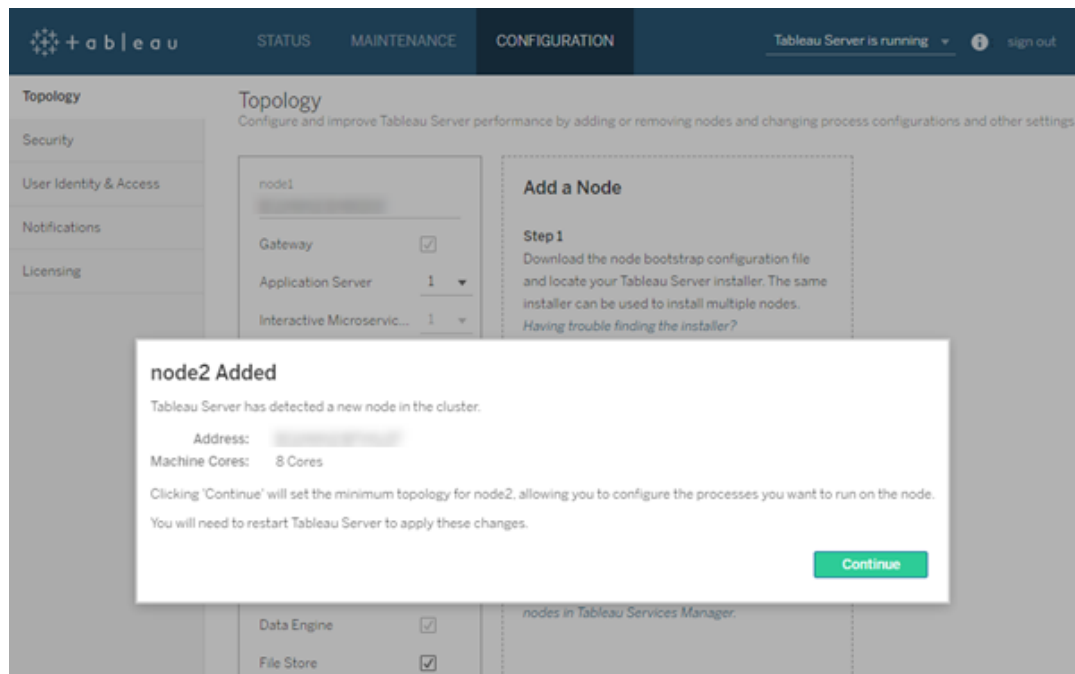 +ableau
STATUS
MAINTENANCE
CONFIGURATION
Tableau Server is running
sign out
Topology
Security
User Identity & Access
Notifications
Licensing
Topology
Configure and improve Tableau Server performance by adding or removing nodes and changing process configurations and other settings
node1
Gateway
Application Server 1
Interactive Microservic... 1
Add a Node
Step 1
Download the node bootstrap configuration file
and locate your Tableau Server installer. The same
installer can be used to install multiple nodes.
Having trouble finding the installer?
node2 Added
Tableau Server has detected a new node in the cluster.
Address:
Machine Cores: 8 Cores
Clicking 'Continue' will set the minimum topology for node2, allowing you to configure the processes you want to run on the node.
You will need to restart Tableau Server to apply these changes.
Continue
Data Engine
File Store
nodes in Tableau Services Manager.